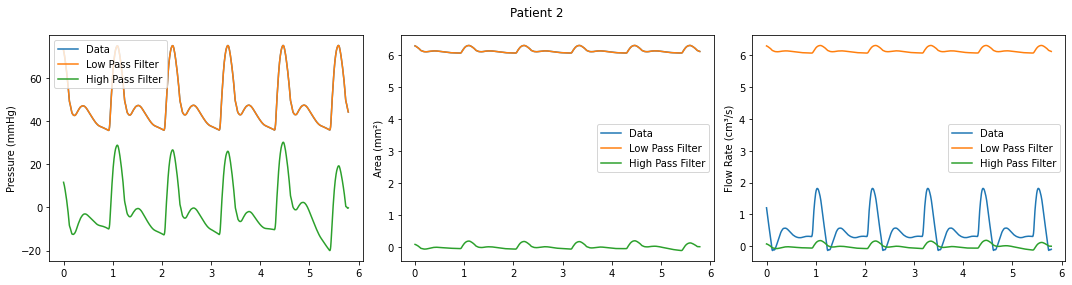 Patient 2
Pressure (mmHg)
60
40
20
0
−20
Data
Low Pass Filter
High Pass Filter
0 1 2 3 4 5 6
Area (mm²)
6
5
4
3
2
1
0
Data
Low Pass Filter
High Pass Filter
0 1 2 3 4 5 6
Flow Rate (cm³/s)
6
5
4
3
2
1
0
Data
Low Pass Filter
High Pass Filter
0 1 2 3 4 5 6